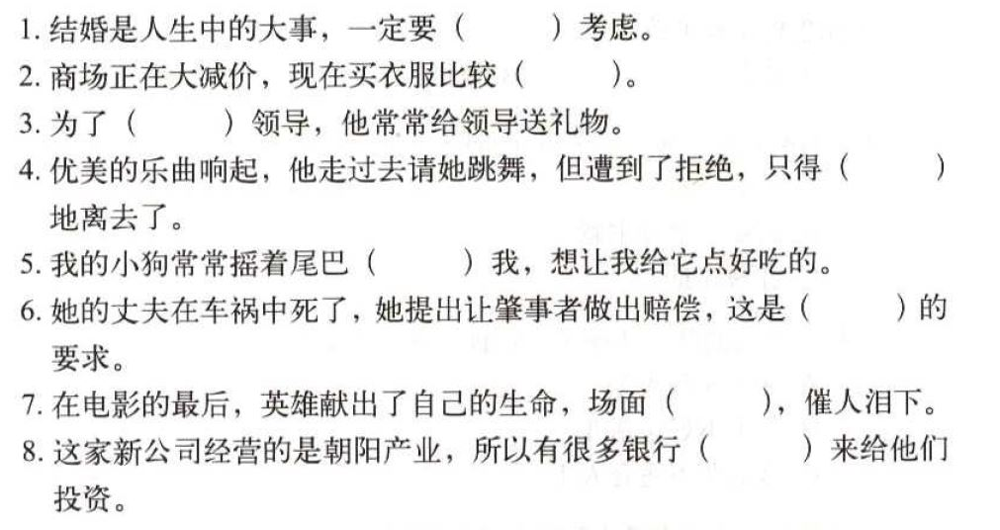 1. 结婚是人生中的大事，一定要（　　）考虑。
2. 商场正在大减价，现在买衣服比较（　　）。
3. 为了（　　）领导，他常常给领导送礼物。
4. 优美的乐曲响起，他走过去请她跳舞，但遭到了拒绝，只得（　　）
地离去了。
5. 我的小狗常常摇着尾巴（　　）我，想让我给它点好吃的。
6. 她的丈夫在车祸中死了，她提出让肇事者做出赔偿，这是（　　）的
要求。
7. 在电影的最后，英雄献出了自己的生命，场面（　　），催人泪下。
8. 这家新公司经营的是朝阳产业，所以有很多银行（　　）来给他们
投资。